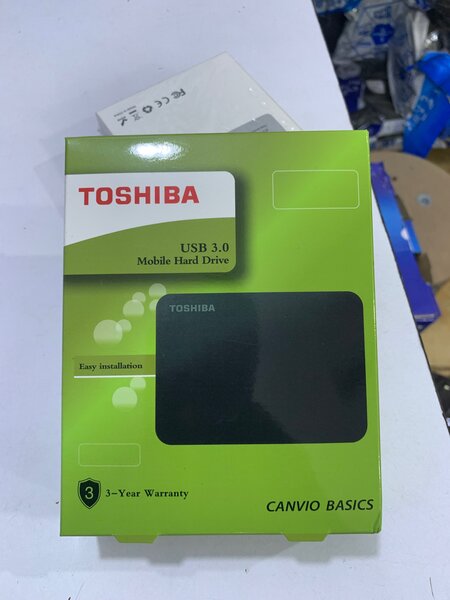 TOSHIBA
USB 3.0
Mobile Hard Drive
TOSHIBA
Easy installation
3
3-Year Warranty
CANVIO BASICS